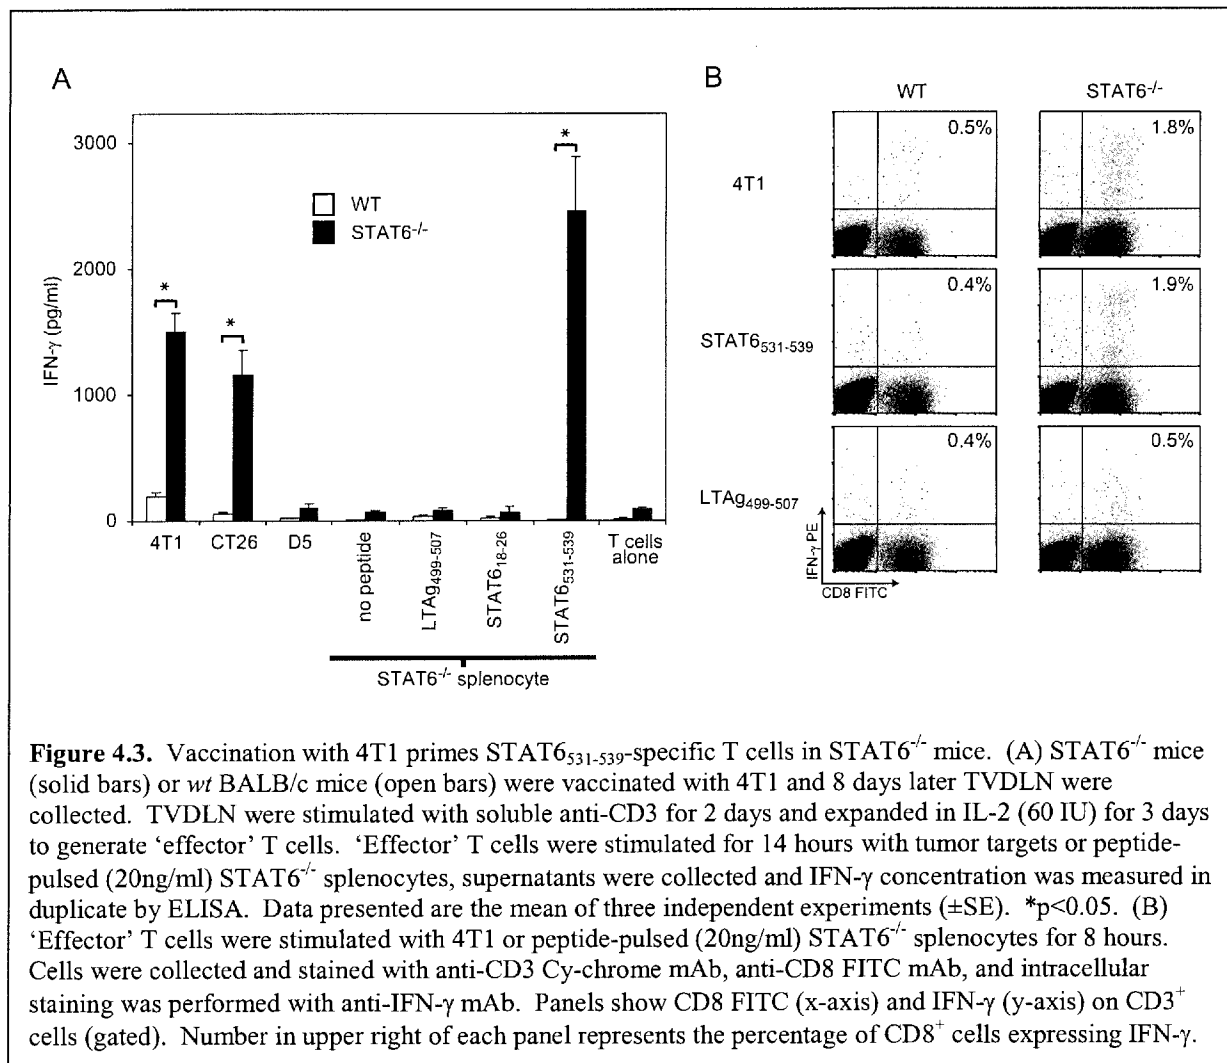 A
B
WT
STAT6-/-
3000
2000
1000
0
IFN-γ (pg/ml)
*
*
*
WT
STAT6-/-
4T1
CT26
D5
no peptide
LTAg499-507
STAT618-26
STAT6531-539
T cells
alone
STAT6-/- splenocyte
4T1
0.5%
1.8%
STAT6531-539
0.4%
1.9%
LTAg499-507
0.4%
0.5%
IFN-γ PE
CD8 FITC
Figure 4.3. Vaccination with 4T1 primes STAT6531-539-specific T cells in STAT6-/- mice. (A) STAT6-/- mice
(solid bars) or wt BALB/c mice (open bars) were vaccinated with 4T1 and 8 days later TVDLN were
collected. TVDLN were stimulated with soluble anti-CD3 for 2 days and expanded in IL-2 (60 IU) for 3 days
to generate ‘effector’ T cells. ‘Effector’ T cells were stimulated for 14 hours with tumor targets or peptide-
pulsed (20ng/ml) STAT6-/- splenocytes, supernatants were collected and IFN-γ concentration was measured in
duplicate by ELISA. Data presented are the mean of three independent experiments (±SE). *p<0.05. (B)
‘Effector’ T cells were stimulated with 4T1 or peptide-pulsed (20ng/ml) STAT6-/- splenocytes for 8 hours.
Cells were collected and stained with anti-CD3 Cy-chrome mAb, anti-CD8 FITC mAb, and intracellular
staining was performed with anti-IFN-γ mAb. Panels show CD8 FITC (x-axis) and IFN-γ (y-axis) on CD3+
cells (gated). Number in upper right of each panel represents the percentage of CD8+ cells expressing IFN-γ.